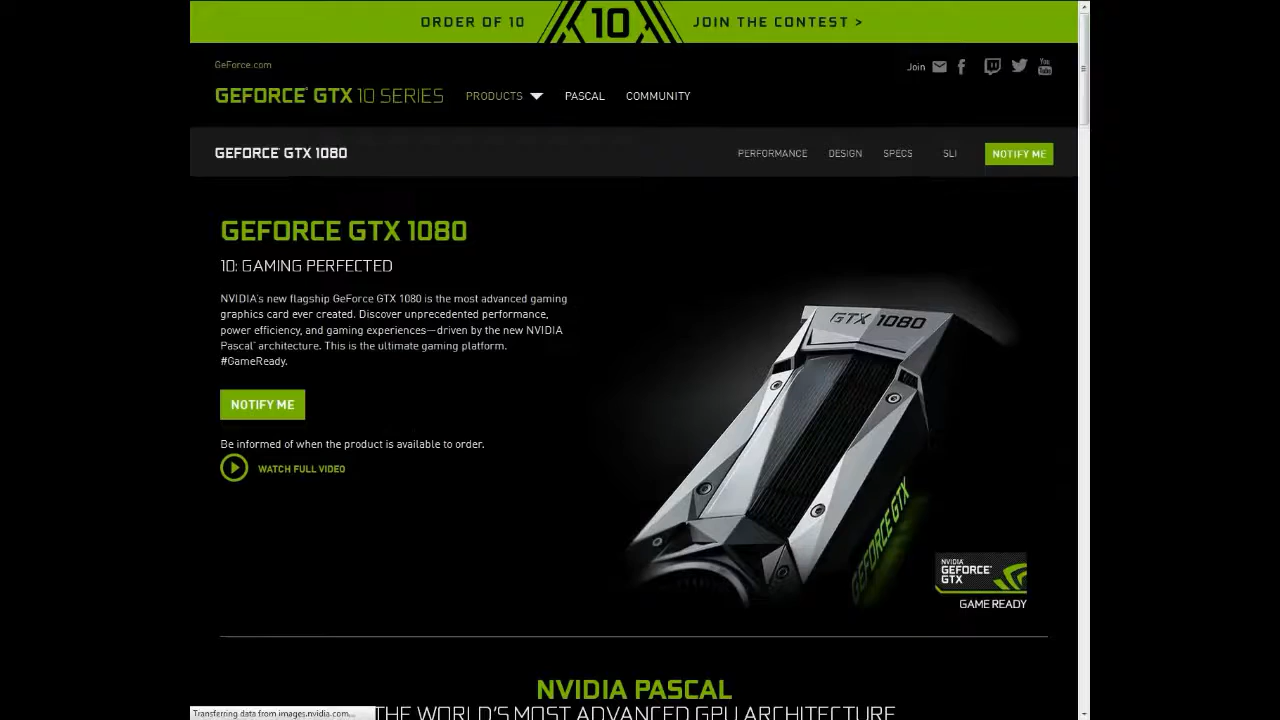 ORDER OF 10 10 JOIN THE CONTEST >
GeForce.com
Join
You
Tube
GEFORCE® GTX 10 SERIES PRODUCTS PASCAL COMMUNITY
GEFORCE® GTX 1080 PERFORMANCE DESIGN SPECS SLI NOTIFY ME
GEFORCE GTX 1080
10: GAMING PERFECTED
NVIDIA's new flagship GeForce GTX 1080 is the most advanced gaming
graphics card ever created. Discover unprecedented performance,
power efficiency, and gaming experiences—driven by the new NVIDIA
Pascal™ architecture. This is the ultimate gaming platform.
#GameReady.
NOTIFY ME
Be informed of when the product is available to order.
WATCH FULL VIDEO
GTX 1080
GEFORCE GTX
NVIDIA
GEFORCE®
GTX
GAME READY
NVIDIA PASCAL
THE WORLD'S MOST ADVANCED GPU ARCHITECTURE
Transferring data from images.nvidia.com...